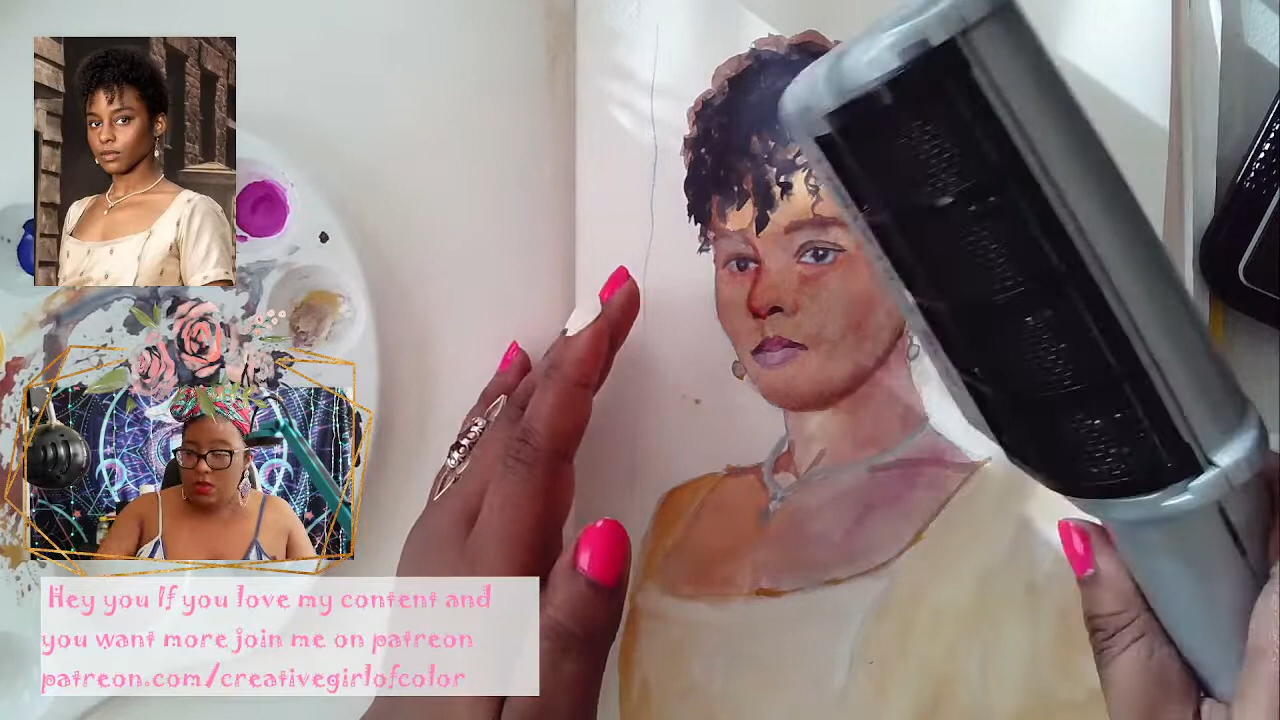 Hey you If you love my content and
you want more join me on patreon
patreon.com/creativegirlofcolor